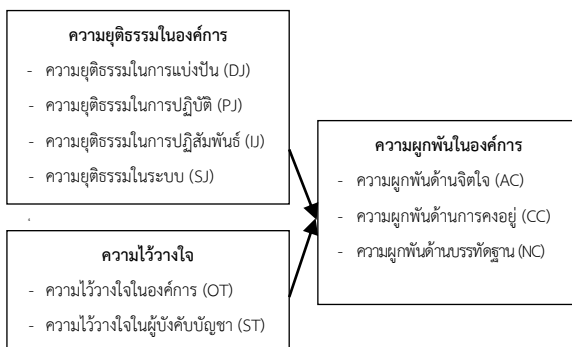 ความยุติธรรมในองค์การ
- ความยุติธรรมในการแบ่งปัน (DJ)
- ความยุติธรรมในการปฏิบัติ (PJ)
- ความยุติธรรมในการปฏิสัมพันธ์ (IJ)
- ความยุติธรรมในระบบ (SJ)
ความไว้วางใจ
- ความไว้วางใจในองค์การ (OT)
- ความไว้วางใจในผู้บังคับบัญชา (ST)
ความผูกพันในองค์การ
- ความผูกพันด้านจิตใจ (AC)
- ความผูกพันด้านการคงอยู่ (CC)
- ความผูกพันด้านบรรทัดฐาน (NC)